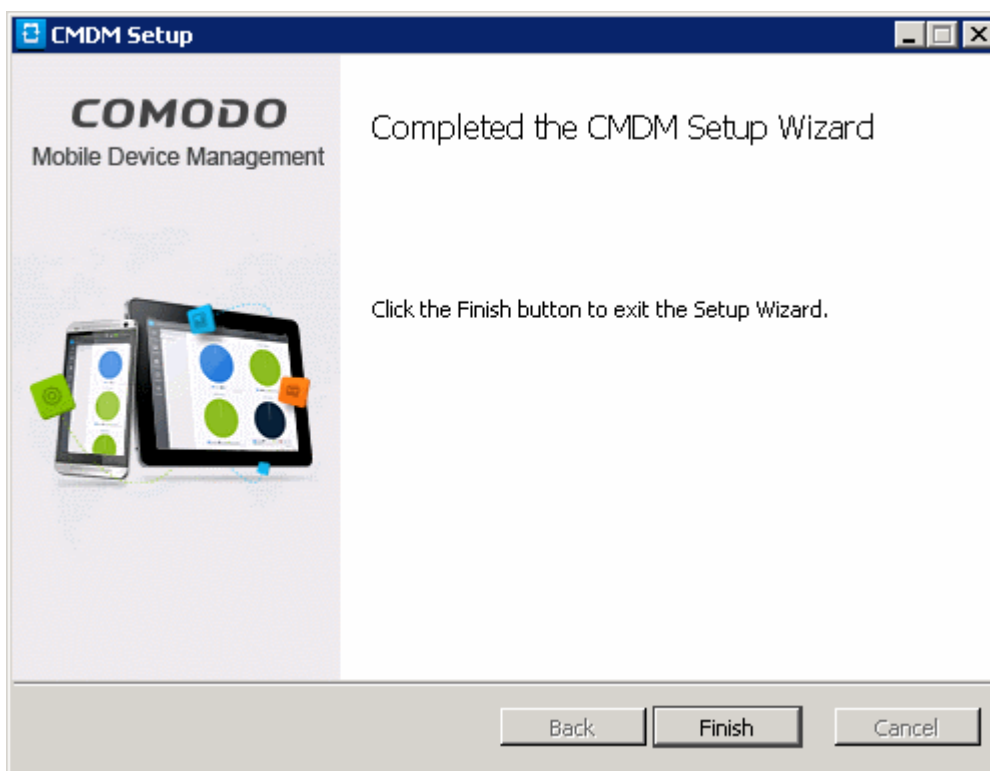 CMDM Setup
COMODO
Mobile Device Management
Completed the CMDM Setup Wizard
Click the Finish button to exit the Setup Wizard.
Back
Finish
Cancel